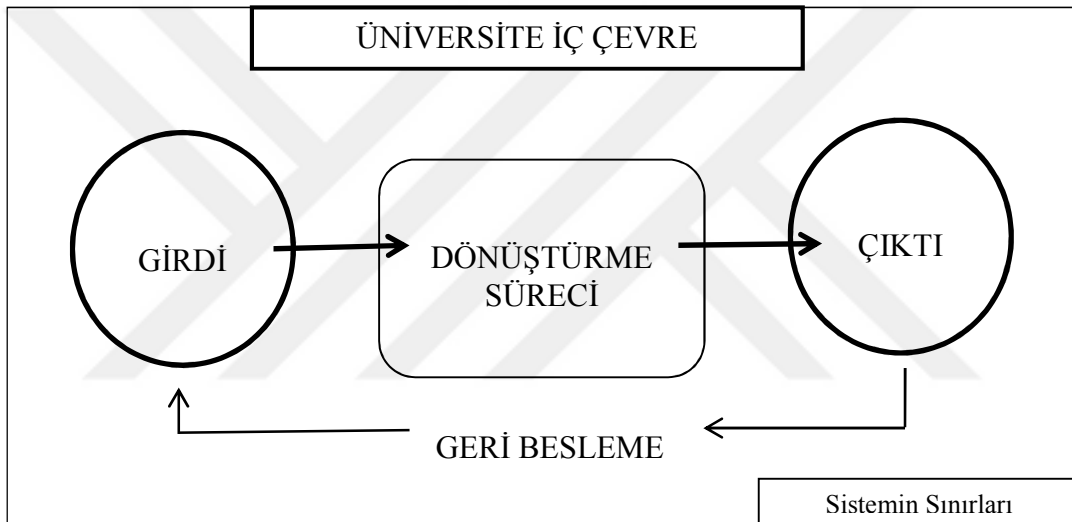 ÜNİVERSİTE İÇ ÇEVRE
GİRDİ
DÖNÜŞTÜRME
SÜRECİ
ÇIKTI
GERİ BESLEME
Sistemin Sınırları